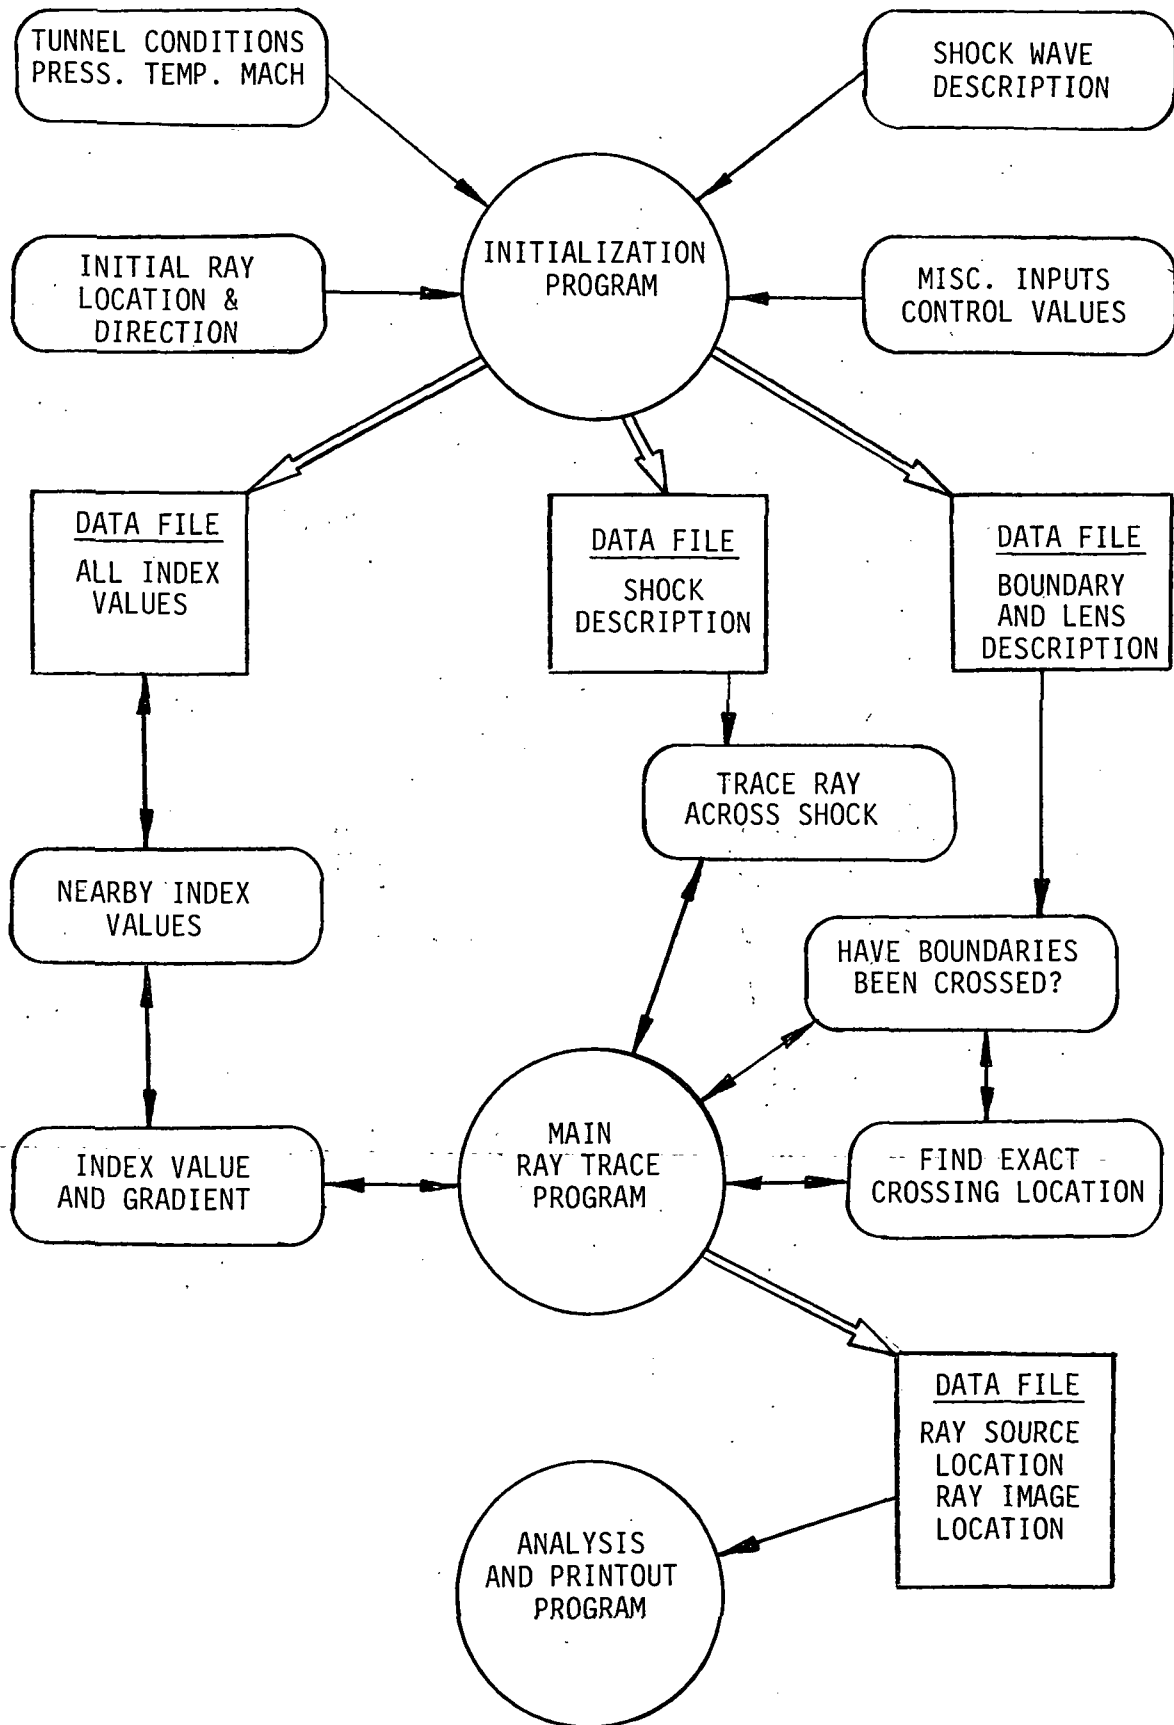 TUNNEL CONDITIONS
PRESS. TEMP. MACH
SHOCK WAVE
DESCRIPTION
INITIALIZATION
PROGRAM
INITIAL RAY
LOCATION &
DIRECTION
MISC. INPUTS
CONTROL VALUES
DATA FILE
ALL INDEX
VALUES
DATA FILE
SHOCK
DESCRIPTION
DATA FILE
BOUNDARY
AND LENS
DESCRIPTION
TRACE RAY
ACROSS SHOCK
NEARBY INDEX
VALUES
HAVE BOUNDARIES
BEEN CROSSED?
INDEX VALUE
AND GRADIENT
MAIN
RAY TRACE
PROGRAM
FIND EXACT
CROSSING LOCATION
DATA FILE
RAY SOURCE
LOCATION
RAY IMAGE
LOCATION
ANALYSIS
AND PRINTOUT
PROGRAM